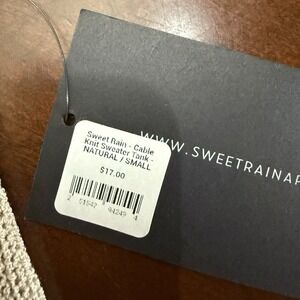 Sweet Rain - Cable
Knit Sweater Tank -
NATURAL / SMALL
$17.00
WWW.SWEETRAINAP